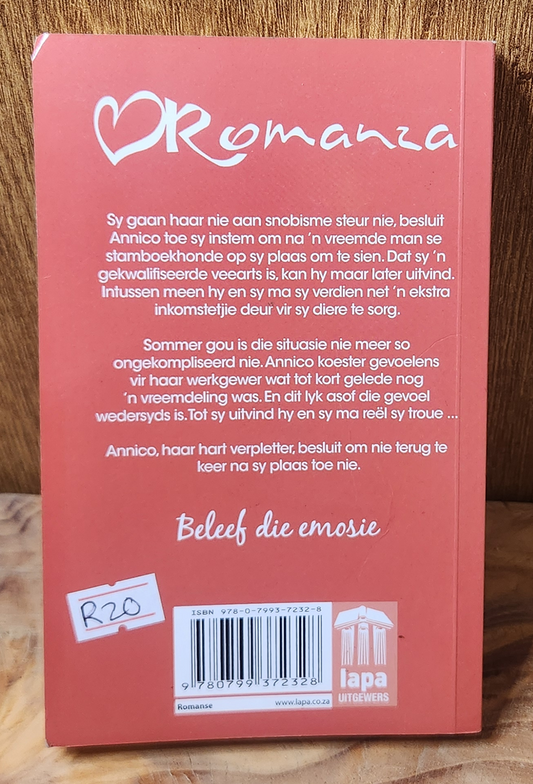 Romanza
Sy gaan haar nie aan snobisme steur nie, besluit
Annico toe sy instem om na 'n vreemde man se
stamboekhonde op sy plaas om te sien. Dat sy 'n
gekwalifiseerde veearts is, kan hy maar later uitvind.
Intussen meen hy en sy ma sy verdien net 'n ekstra
inkomstetjie deur vir sy diere te sorg.
Sommer gou is die situasie nie meer so
ongekompliseerd nie. Annico koester gevoelens
vir haar werkgewer wat tot kort gelede nog
'n vreemdeling was. En dit lyk asof die gevoel
wedersyds is. Tot sy uitvind hy en sy ma reël sy troue ...
Annico, haar hart verpletter, besluit om nie terug te
keer na sy plaas toe nie.
Beleef die emosie
R20
ISBN 978-0-7993-7232-8
9 780799 372328
Romanse
www.lapa.co.za
lapa
UITGEWERS